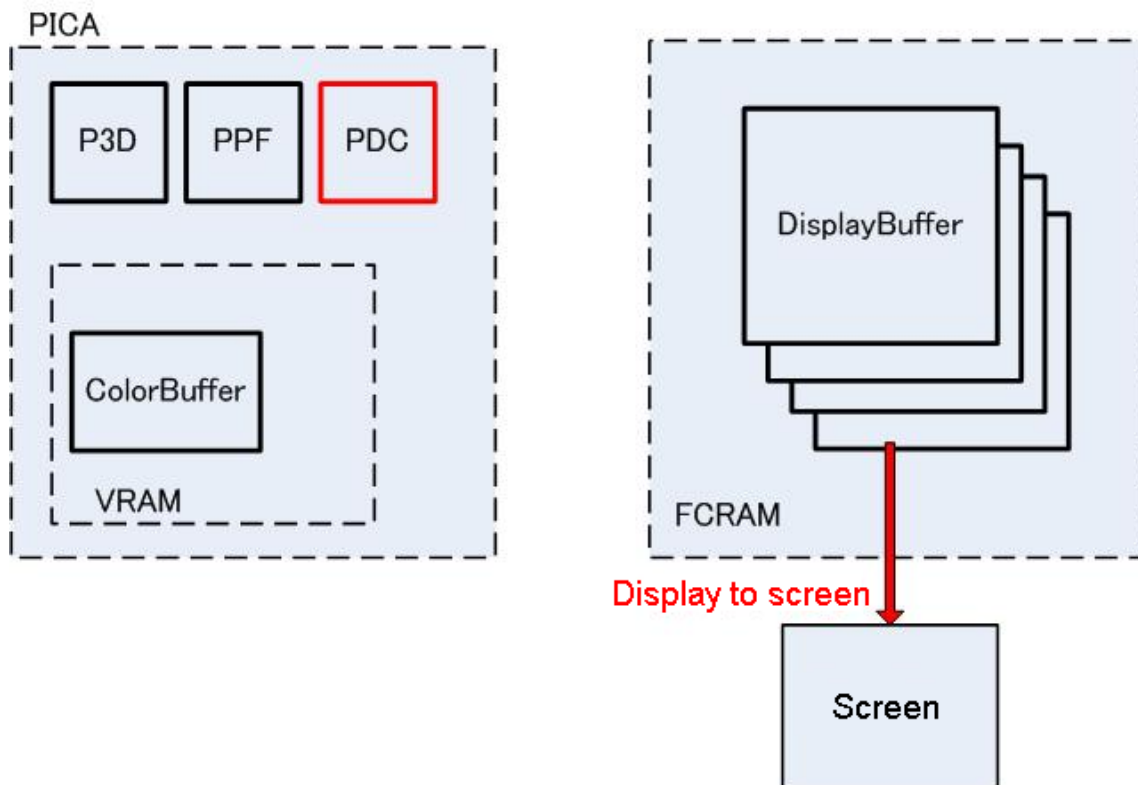 PICA
P3D
PPF
PDC
ColorBuffer
VRAM
DisplayBuffer
FCRAM
Display to screen
Screen